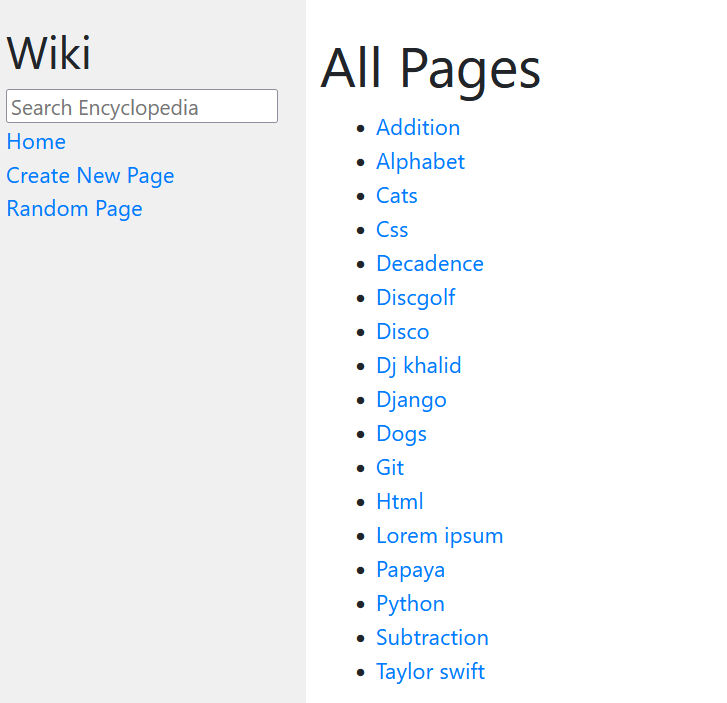 Wiki
Search Encyclopedia
Home
Create New Page
Random Page
All Pages
Addition
Alphabet
Cats
Css
Decadence
Discgolf
Disco
Dj khalid
Django
Dogs
Git
Html
Lorem ipsum
Papaya
Python
Subtraction
Taylor swift